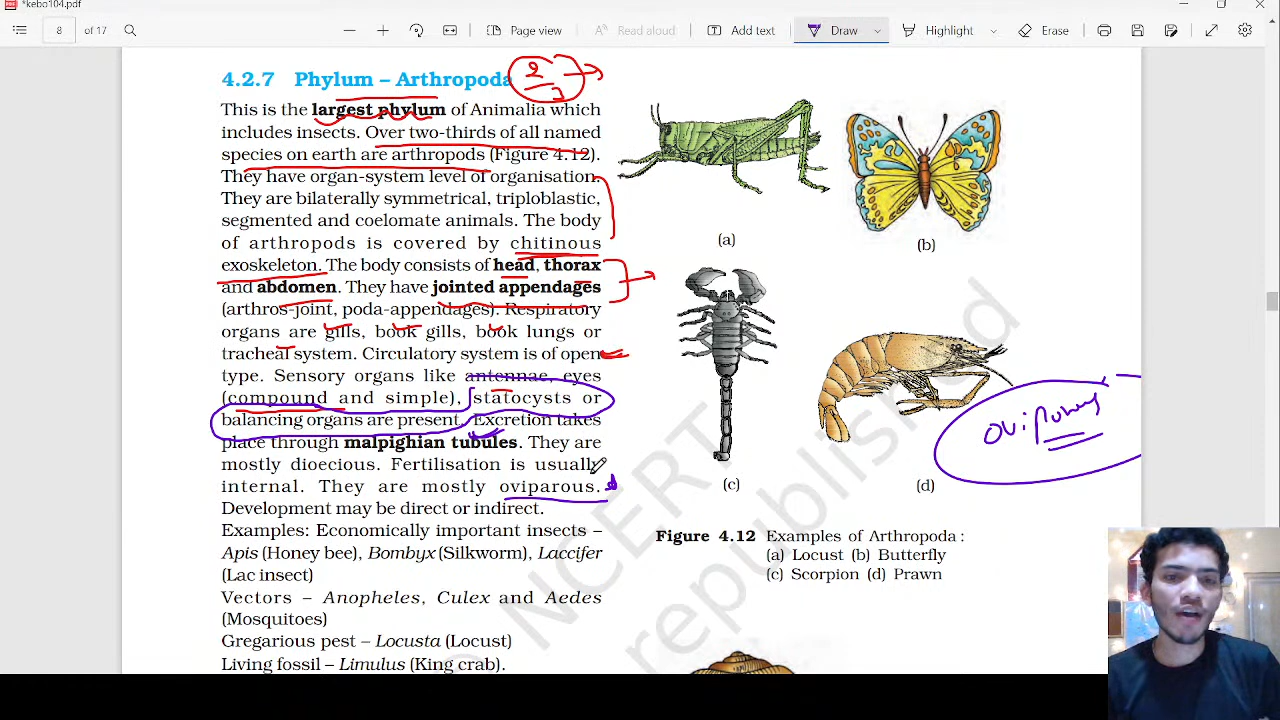 *kebo104.pdf
8 of 17
Page view
Read aloud
Add text
Draw
Highlight
Erase
4.2.7 Phylum – Arthropoda
2/3
This is the largest phylum of Animalia which
includes insects. Over two-thirds of all named
species on earth are arthropods (Figure 4.12).
They have organ-system level of organisation.
They are bilaterally symmetrical, triploblastic,
segmented and coelomate animals. The body
of arthropods is covered by chitinous
exoskeleton. The body consists of head, thorax
and abdomen. They have jointed appendages
(arthros-joint, poda-appendages). Respiratory
organs are gills, book gills, book lungs or
tracheal system. Circulatory system is of open
type. Sensory organs like antennae, eyes
(compound and simple), statocysts or
balancing organs are present. Excretion takes
place through malpighian tubules. They are
mostly dioecious. Fertilisation is usually
internal. They are mostly oviparous.
Development may be direct or indirect.
Examples: Economically important insects –
Apis (Honey bee), Bombyx (Silkworm), Laccifer
(Lac insect)
Vectors – Anopheles, Culex and Aedes
(Mosquitoes)
Gregarious pest – Locusta (Locust)
Living fossil – Limulus (King crab).
(a)
(b)
(c)
(d)
oviparous
Figure 4.12 Examples of Arthropoda :
(a) Locust (b) Butterfly
(c) Scorpion (d) Prawn
© NCERT
republished